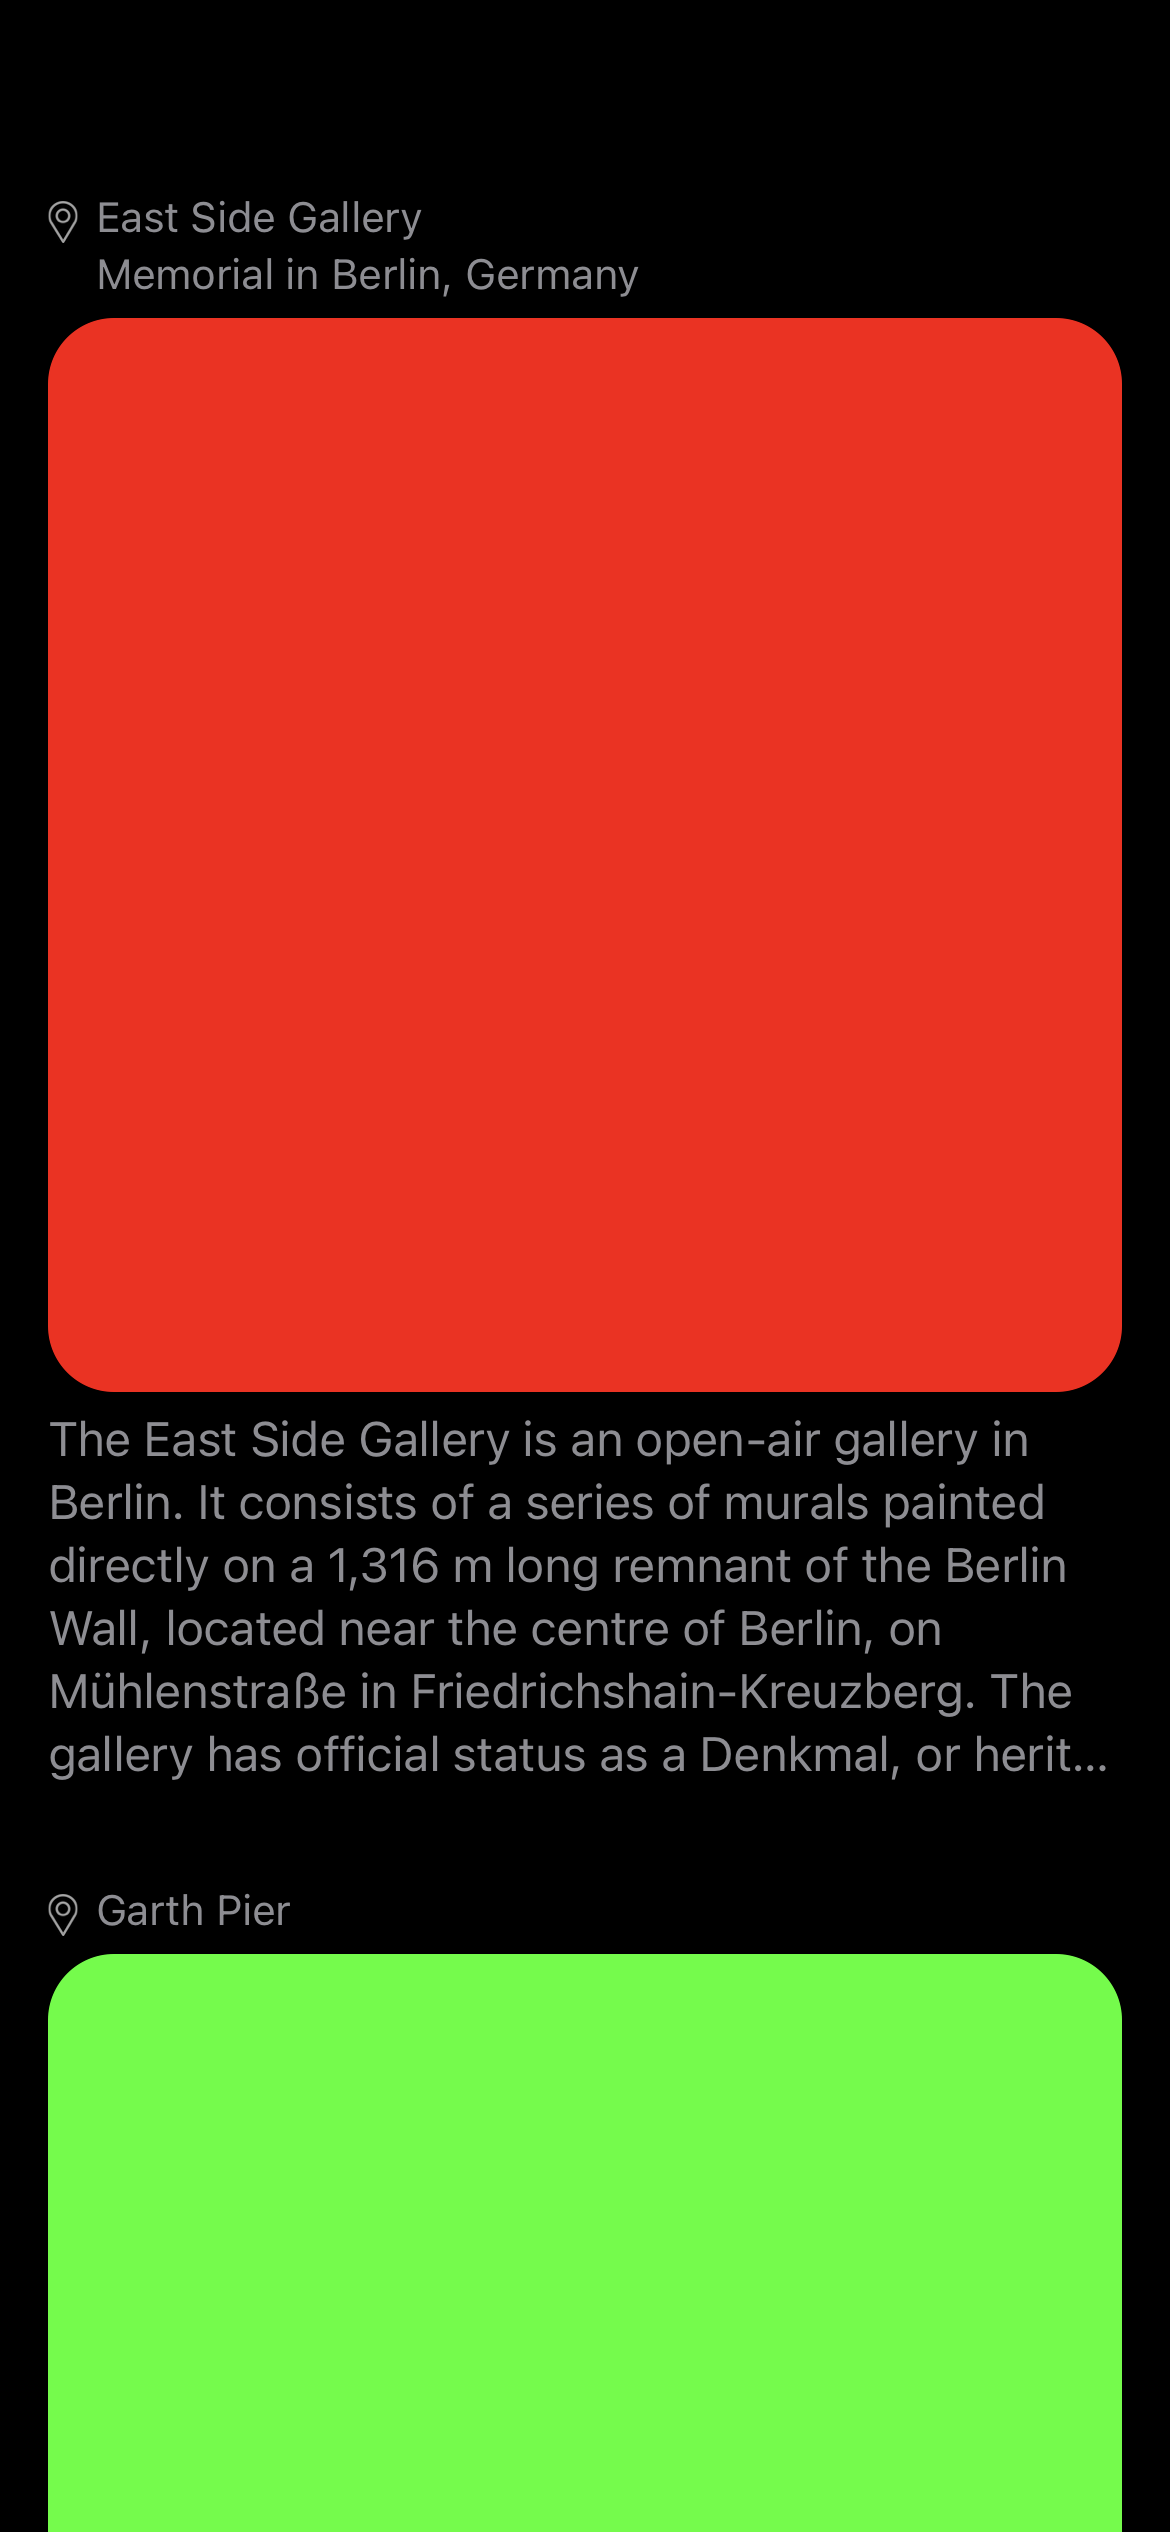 East Side Gallery
Memorial in Berlin, Germany
The East Side Gallery is an open-air gallery in
Berlin. It consists of a series of murals painted
directly on a 1,316 m long remnant of the Berlin
Wall, located near the centre of Berlin, on
Mühlenstraße in Friedrichshain-Kreuzberg. The
gallery has official status as a Denkmal, or herit...
Garth Pier